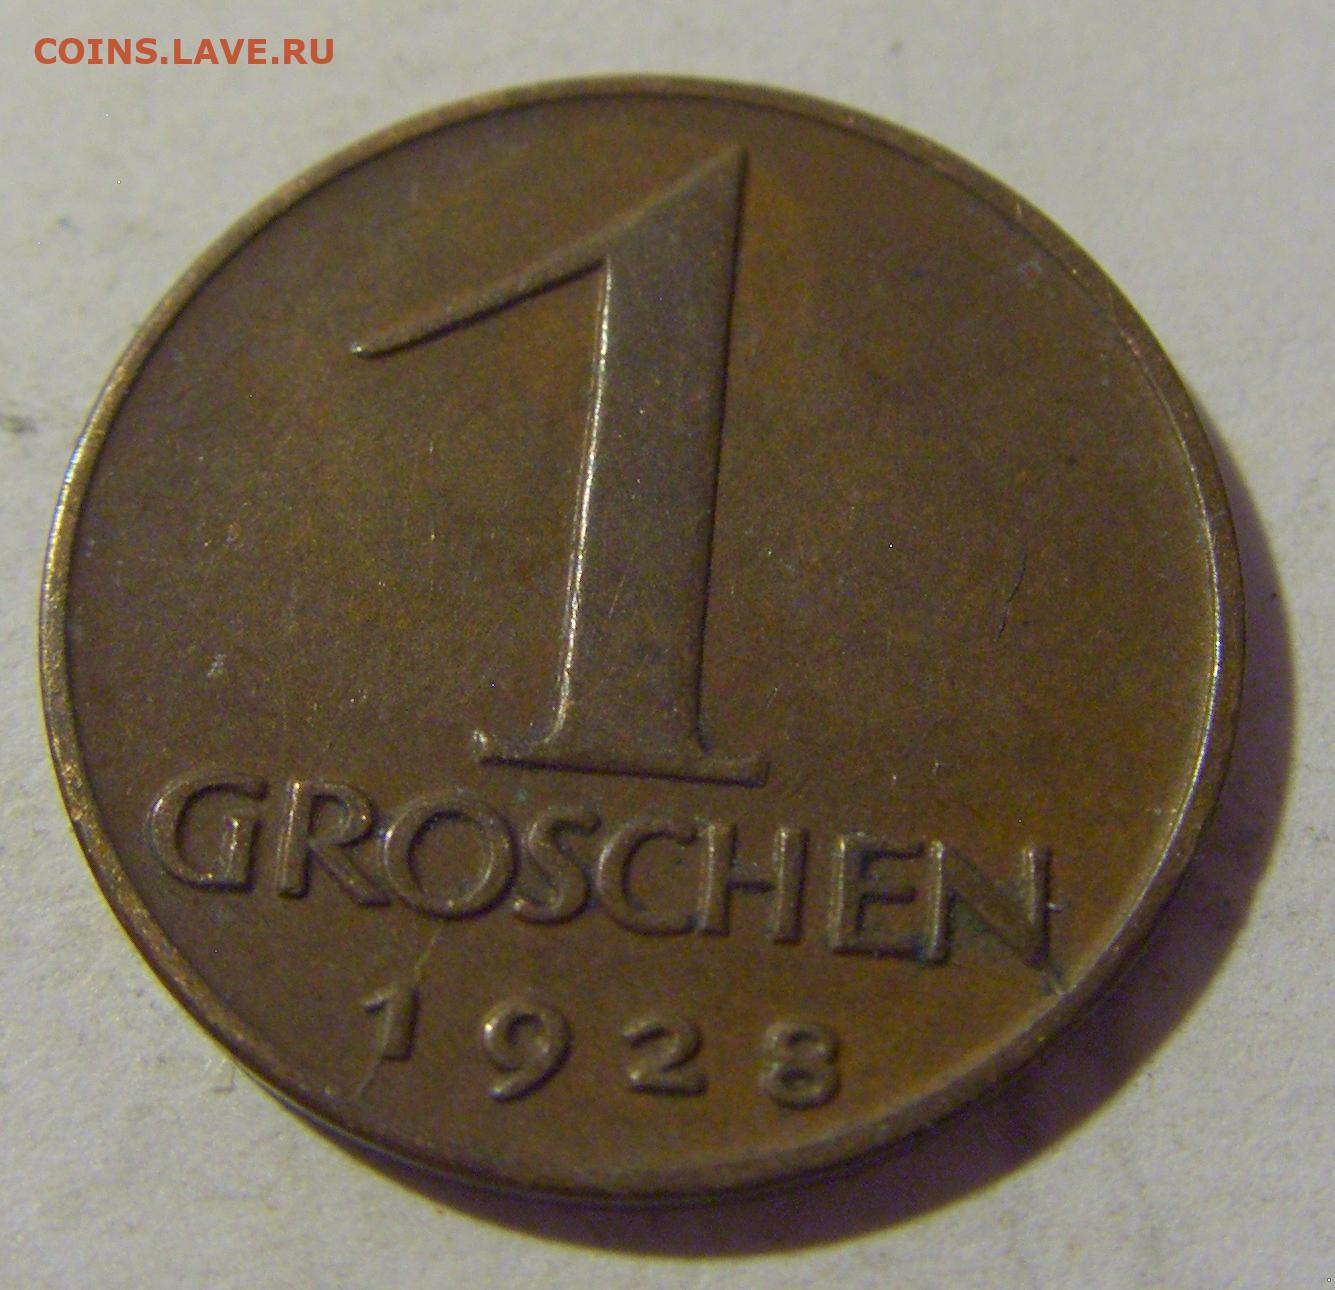 COINS.LAVE.RU
1
GROSCHEN
1928